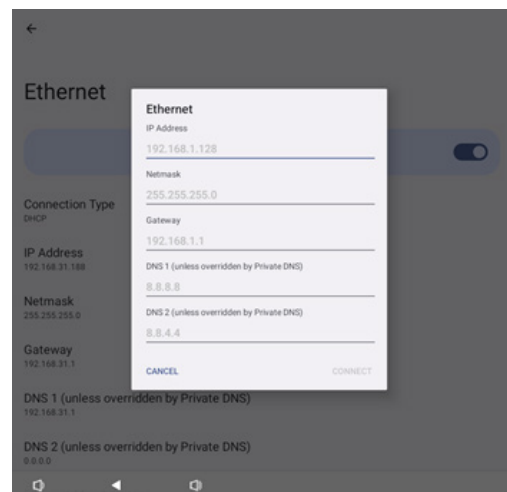 Ethernet
Ethernet
IP Address
192.168.1.128
Netmask
255.255.255.0
Gateway
192.168.1.1
DNS 1 (unless overridden by Private DNS)
8.8.8.8
DNS 2 (unless overridden by Private DNS)
8.8.4.4
CANCEL CONNECT
Connection Type
DHCP
IP Address
192.168.31.188
Netmask
255.255.255.0
Gateway
192.168.31.1
DNS 1 (unless overridden by Private DNS)
192.168.31.1
DNS 2 (unless overridden by Private DNS)
0.0.0.0